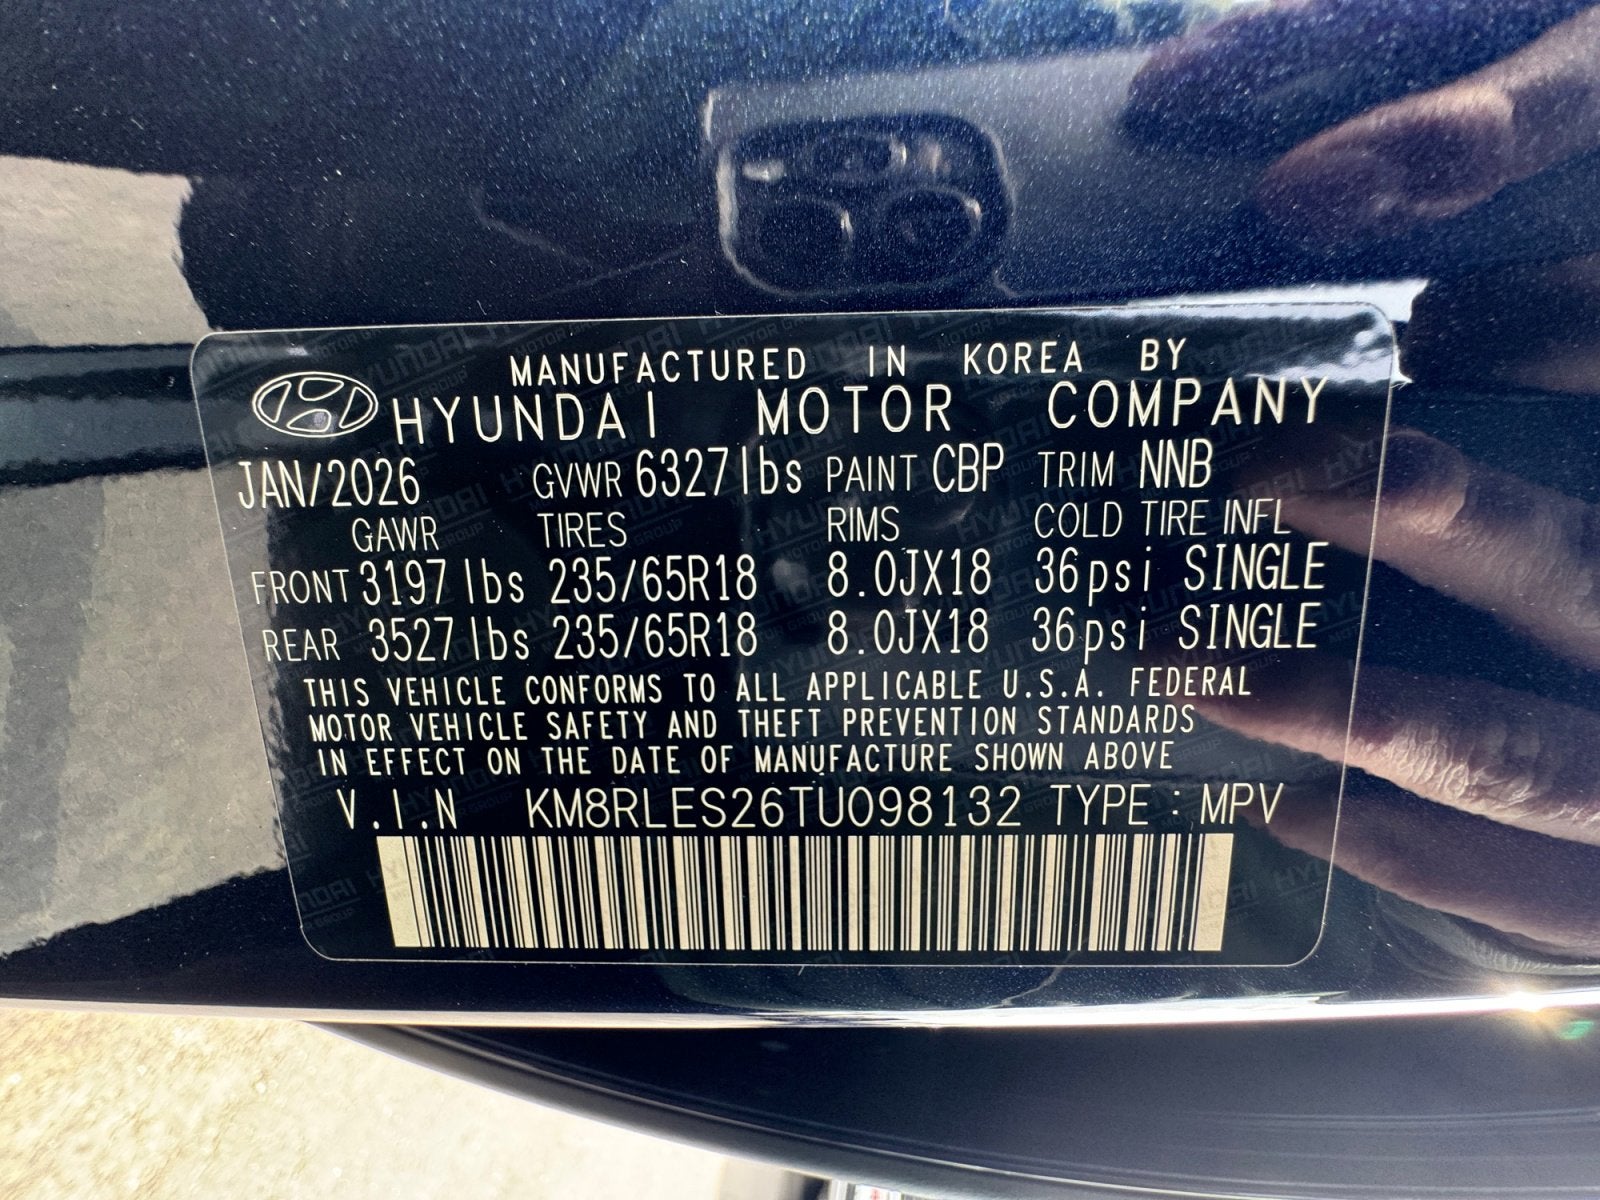 MANUFACTURED IN KOREA BY
HYUNDAI MOTOR COMPANY
JAN/2026 GVWR 6327lbs PAINT CBP TRIM NNB
GAWR TIRES RIMS COLD TIRE INFL
FRONT 3197lbs 235/65R18 8.0JX18 36psi SINGLE
REAR 3527lbs 235/65R18 8.0JX18 36psi SINGLE
THIS VEHICLE CONFORMS TO ALL APPLICABLE U.S.A. FEDERAL
MOTOR VEHICLE SAFETY AND THEFT PREVENTION STANDARDS
IN EFFECT ON THE DATE OF MANUFACTURE SHOWN ABOVE
V.I.N KM8RLES26TU098132 TYPE : MPV